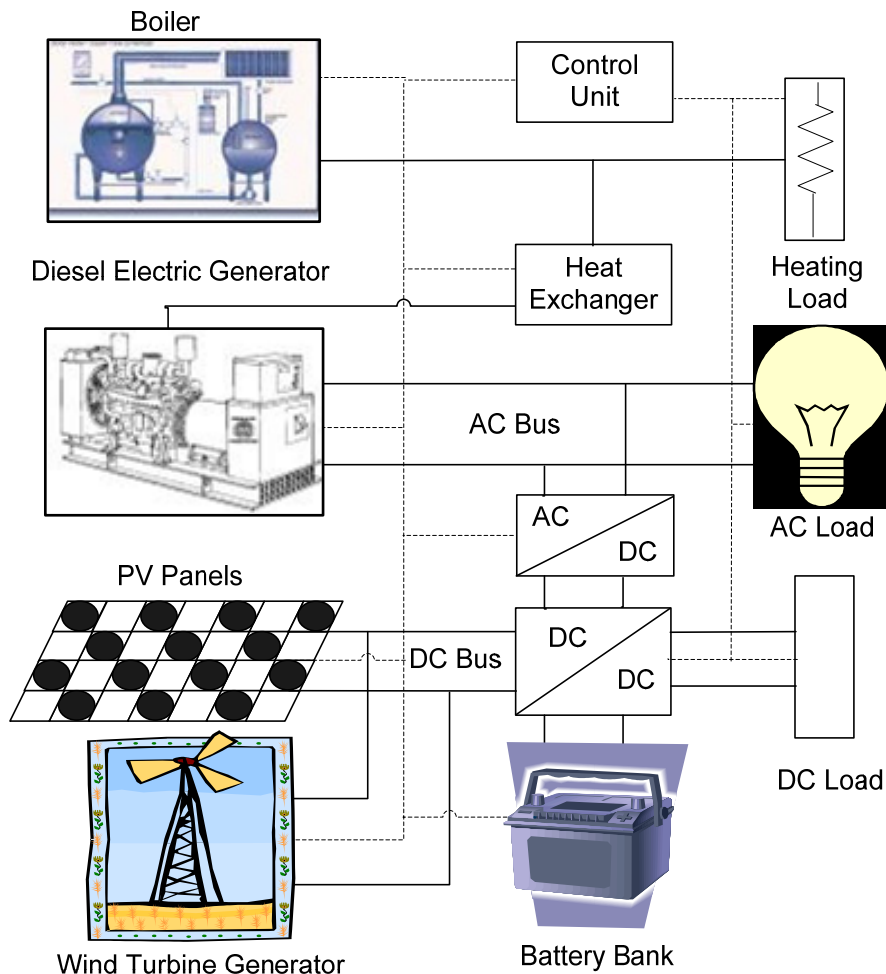 Boiler
Control
Unit
Diesel Electric Generator
Heat
Exchanger
Heating
Load
AC Bus
AC
DC
AC Load
PV Panels
DC Bus
DC
DC
DC Load
Wind Turbine Generator
Battery Bank